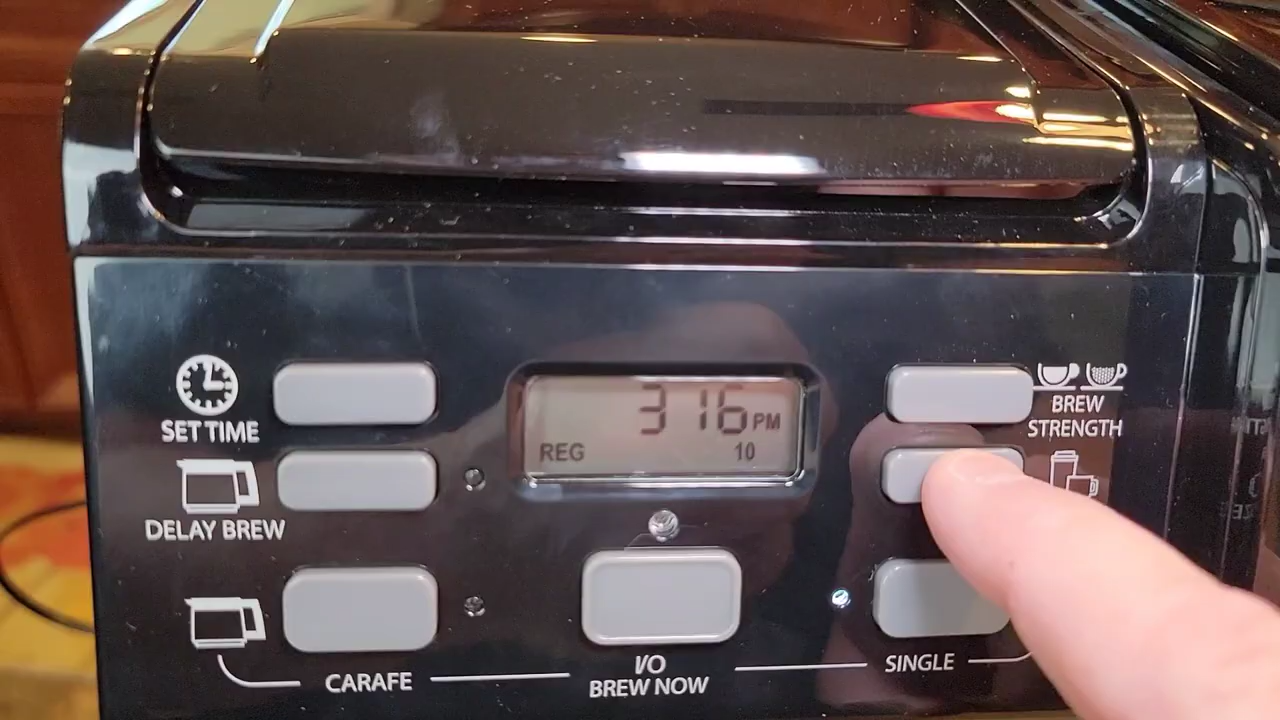 SET TIME
DELAY BREW
316 PM
REG 10
BREW
STRENGTH
CARAFE
I/O
BREW NOW
SINGLE